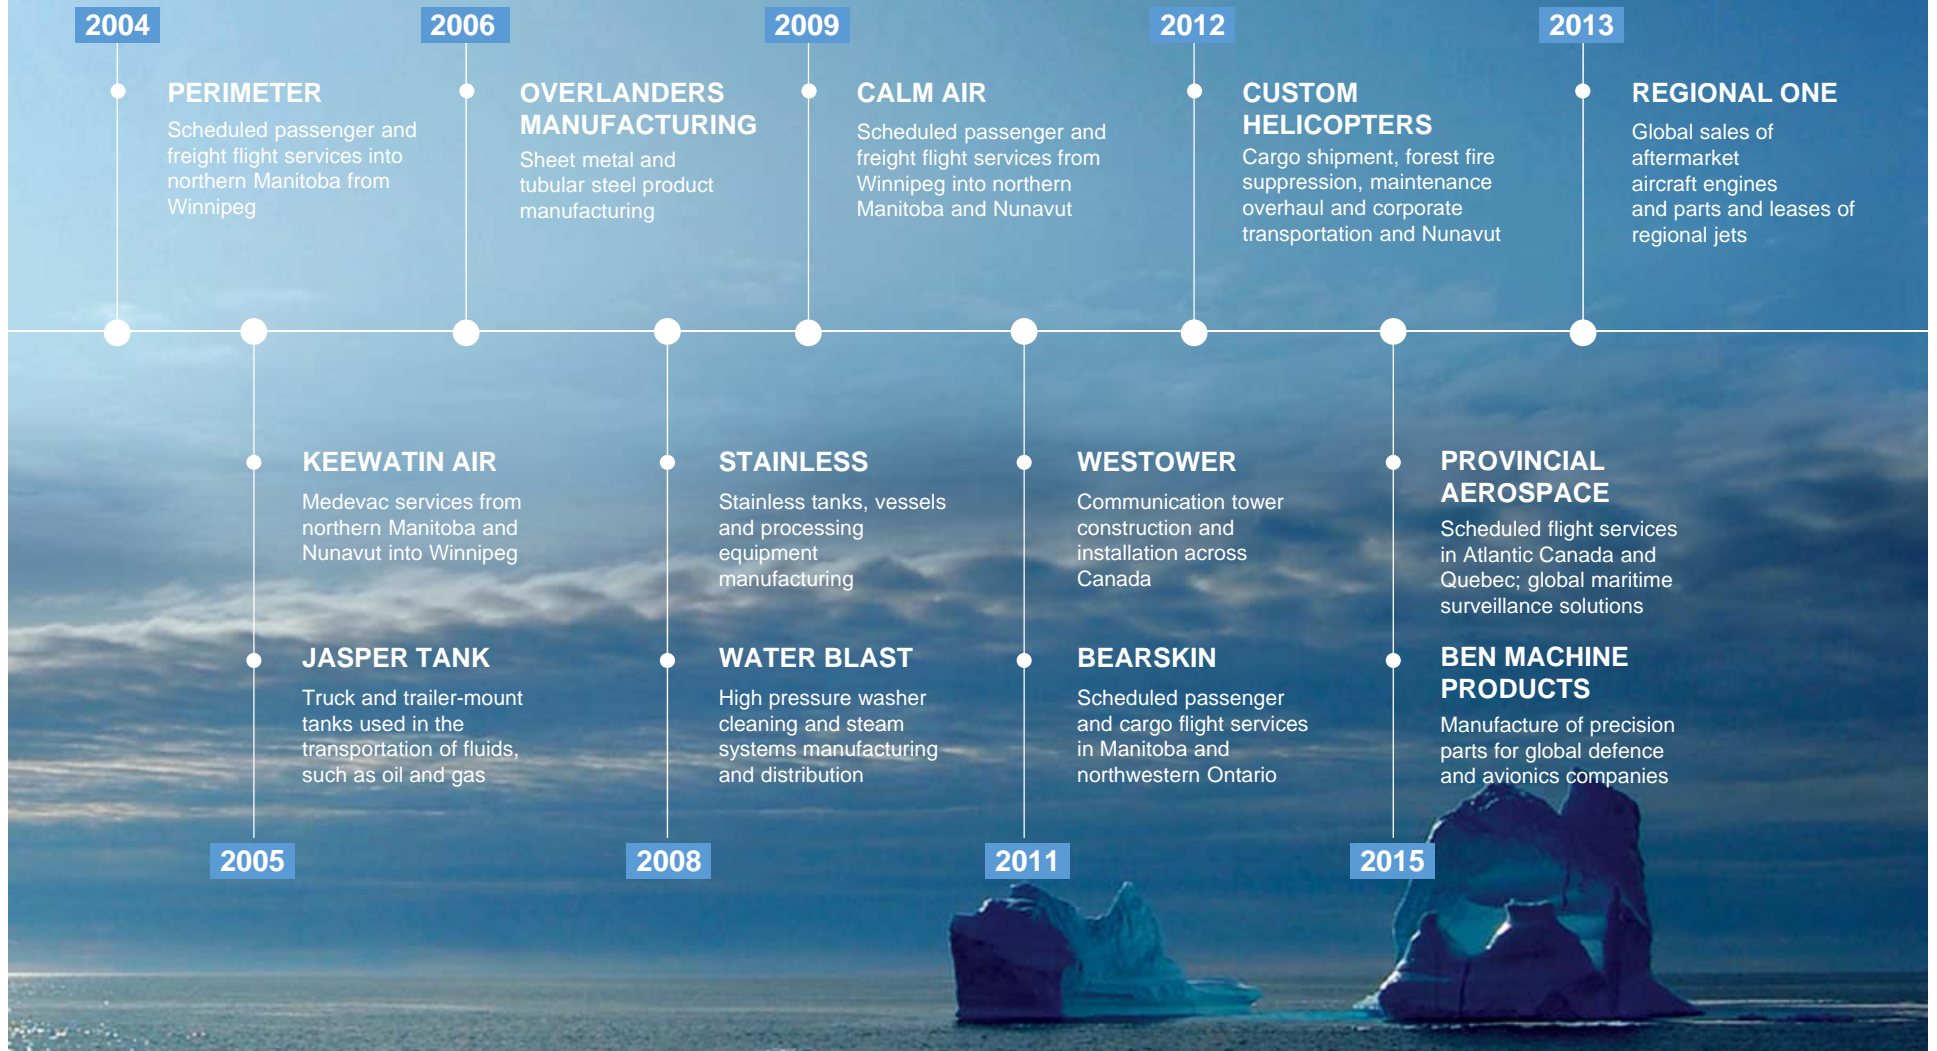 2004
PERIMETER
Scheduled passenger and
freight flight services into
northern Manitoba from
Winnipeg
2006
OVERLANDERS
MANUFACTURING
Sheet metal and
tubular steel product
manufacturing
2009
CALM AIR
Scheduled passenger and
freight flight services from
Winnipeg into northern
Manitoba and Nunavut
2012
CUSTOM
HELICOPTERS
Cargo shipment, forest fire
suppression, maintenance
overhaul and corporate
transportation and Nunavut
2013
REGIONAL ONE
Global sales of
aftermarket
aircraft engines
and parts and leases of
regional jets
KEEWATIN AIR
Medevac services from
northern Manitoba and
Nunavut into Winnipeg
JASPER TANK
Truck and trailer-mount
tanks used in the
transportation of fluids,
such as oil and gas
2005
STAINLESS
Stainless tanks, vessels
and processing
equipment
manufacturing
WATER BLAST
High pressure washer
cleaning and steam
systems manufacturing
and distribution
2008
WESTOWER
Communication tower
construction and
installation across
Canada
BEARSKIN
Scheduled passenger
and cargo flight services
in Manitoba and
northwestern Ontario
2011
PROVINCIAL
AEROSPACE
Scheduled flight services
in Atlantic Canada and
Quebec; global maritime
surveillance solutions
BEN MACHINE
PRODUCTS
Manufacture of precision
parts for global defence
and avionics companies
2015